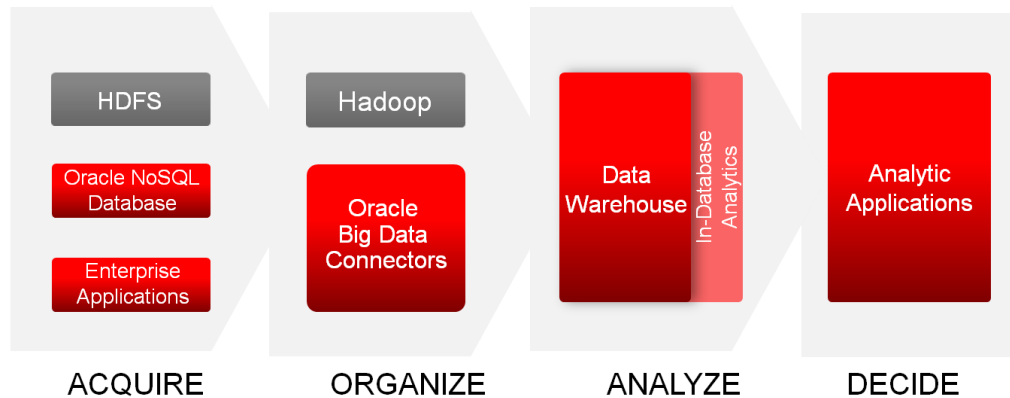 HDFS
Oracle NoSQL
Database
Enterprise
Applications
Hadoop
Oracle
Big Data
Connectors
Data
Warehouse
In-Database
Analytics
Analytic
Applications
ACQUIRE
ORGANIZE
ANALYZE
DECIDE